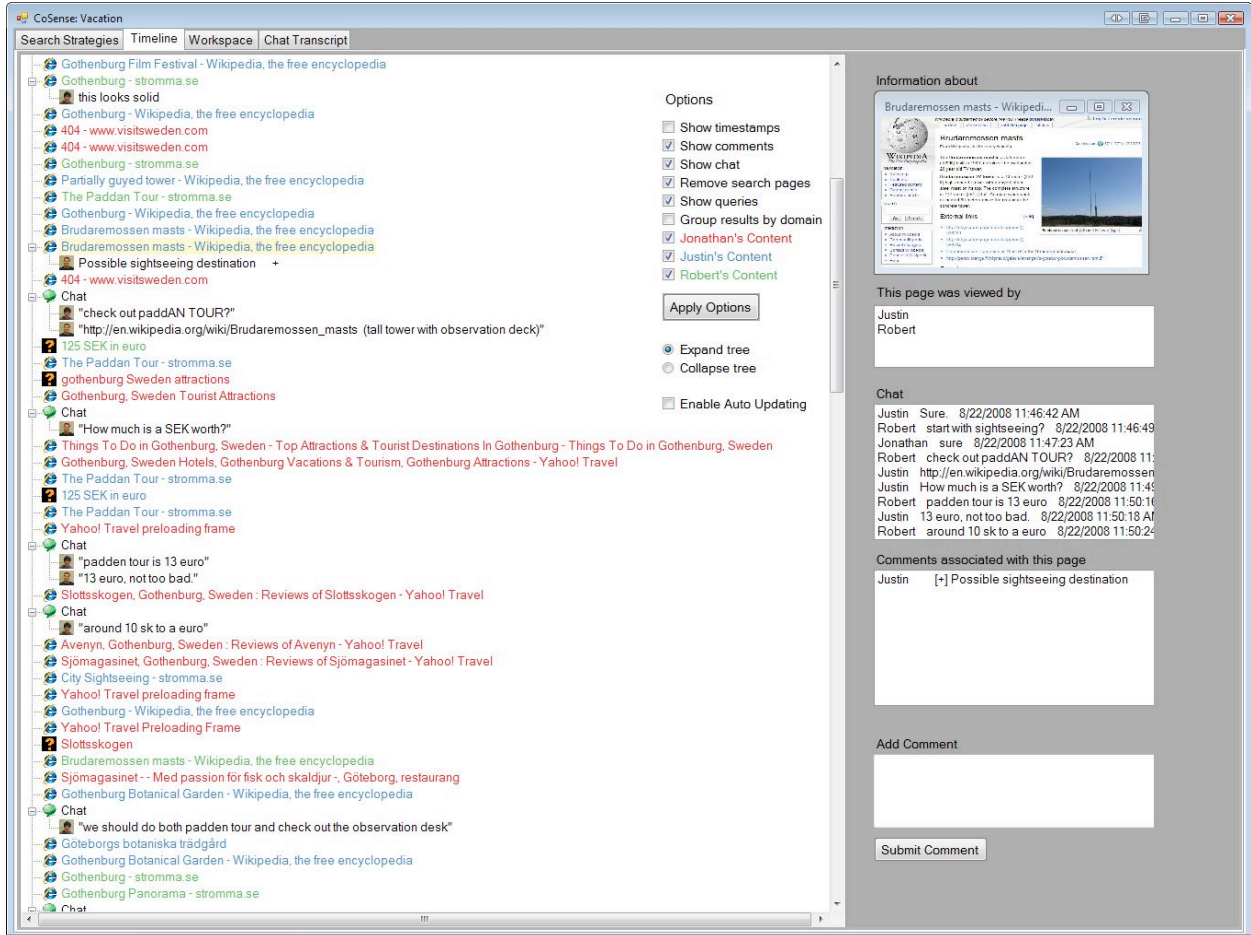 CoSense: Vacation
Search Strategies Timeline Workspace Chat Transcript
Gothenburg Film Festival - Wikipedia, the free encyclopedia
Gothenburg - stromma.se
this looks solid
Gothenburg - Wikipedia, the free encyclopedia
404 - www.visitsweden.com
404 - www.visitsweden.com
Gothenburg - stromma.se
Partially guyed tower - Wikipedia, the free encyclopedia
The Paddan Tour - stromma.se
Gothenburg - Wikipedia, the free encyclopedia
Brudaremossen masts - Wikipedia, the free encyclopedia
Brudaremossen masts - Wikipedia, the free encyclopedia
Possible sightseeing destination +
404 - www.visitsweden.com
Chat
"check out paddAN TOUR?"
"http://en.wikipedia.org/wiki/Brudaremossen_masts (tall tower with observation deck)"
125 SEK in euro
The Paddan Tour - stromma.se
gothenburg Sweden attractions
Gothenburg, Sweden Tourist Attractions
Chat
"How much is a SEK worth?"
Things To Do in Gothenburg, Sweden - Top Attractions & Tourist Destinations In Gothenburg - Things To Do in Gothenburg, Sweden
Gothenburg, Sweden Hotels, Gothenburg Vacations & Tourism, Gothenburg Attractions - Yahoo! Travel
The Paddan Tour - stromma.se
125 SEK in euro
The Paddan Tour - stromma.se
Yahoo! Travel preloading frame
Chat
"padden tour is 13 euro"
"13 euro, not too bad."
Slottsskogen, Gothenburg, Sweden : Reviews of Slottsskogen - Yahoo! Travel
Chat
"around 10 sk to a euro"
Avenyn, Gothenburg, Sweden : Reviews of Avenyn - Yahoo! Travel
Sjömagasinet, Gothenburg, Sweden : Reviews of Sjömagasinet - Yahoo! Travel
City Sightseeing - stromma.se
Yahoo! Travel preloading frame
Gothenburg - Wikipedia, the free encyclopedia
Yahoo! Travel Preloading Frame
Slottsskogen
Brudaremossen masts - Wikipedia, the free encyclopedia
Sjömagasinet - - Med passion för fisk och skaldjur -, Göteborg, restaurang
Gothenburg Botanical Garden - Wikipedia, the free encyclopedia
Chat
"we should do both padden tour and check out the observation desk"
Göteborgs botaniska trädgård
Gothenburg Botanical Garden - Wikipedia, the free encyclopedia
Gothenburg - stromma.se
Gothenburg Panorama - stromma.se
Chat
Options
Show timestamps
Show comments
Show chat
Remove search pages
Show queries
Group results by domain
Jonathan's Content
Justin's Content
Robert's Content
Apply Options
Expand tree
Collapse tree
Enable Auto Updating
Information about
Brudaremossen masts - Wikipedi...
Brudaremossen masts
WIKIPEDIA
External links
This page was viewed by
Justin
Robert
Chat
Justin Sure. 8/22/2008 11:46:42 AM
Robert start with sightseeing? 8/22/2008 11:46:49
Jonathan sure 8/22/2008 11:47:23 AM
Robert check out paddAN TOUR? 8/22/2008 11:
Justin http://en.wikipedia.org/wiki/Brudaremossen
Justin How much is a SEK worth? 8/22/2008 11:49
Robert padden tour is 13 euro 8/22/2008 11:50:16
Justin 13 euro, not too bad. 8/22/2008 11:50:18 AM
Robert around 10 sk to a euro 8/22/2008 11:50:24
Comments associated with this page
Justin [+] Possible sightseeing destination
Add Comment
Submit Comment